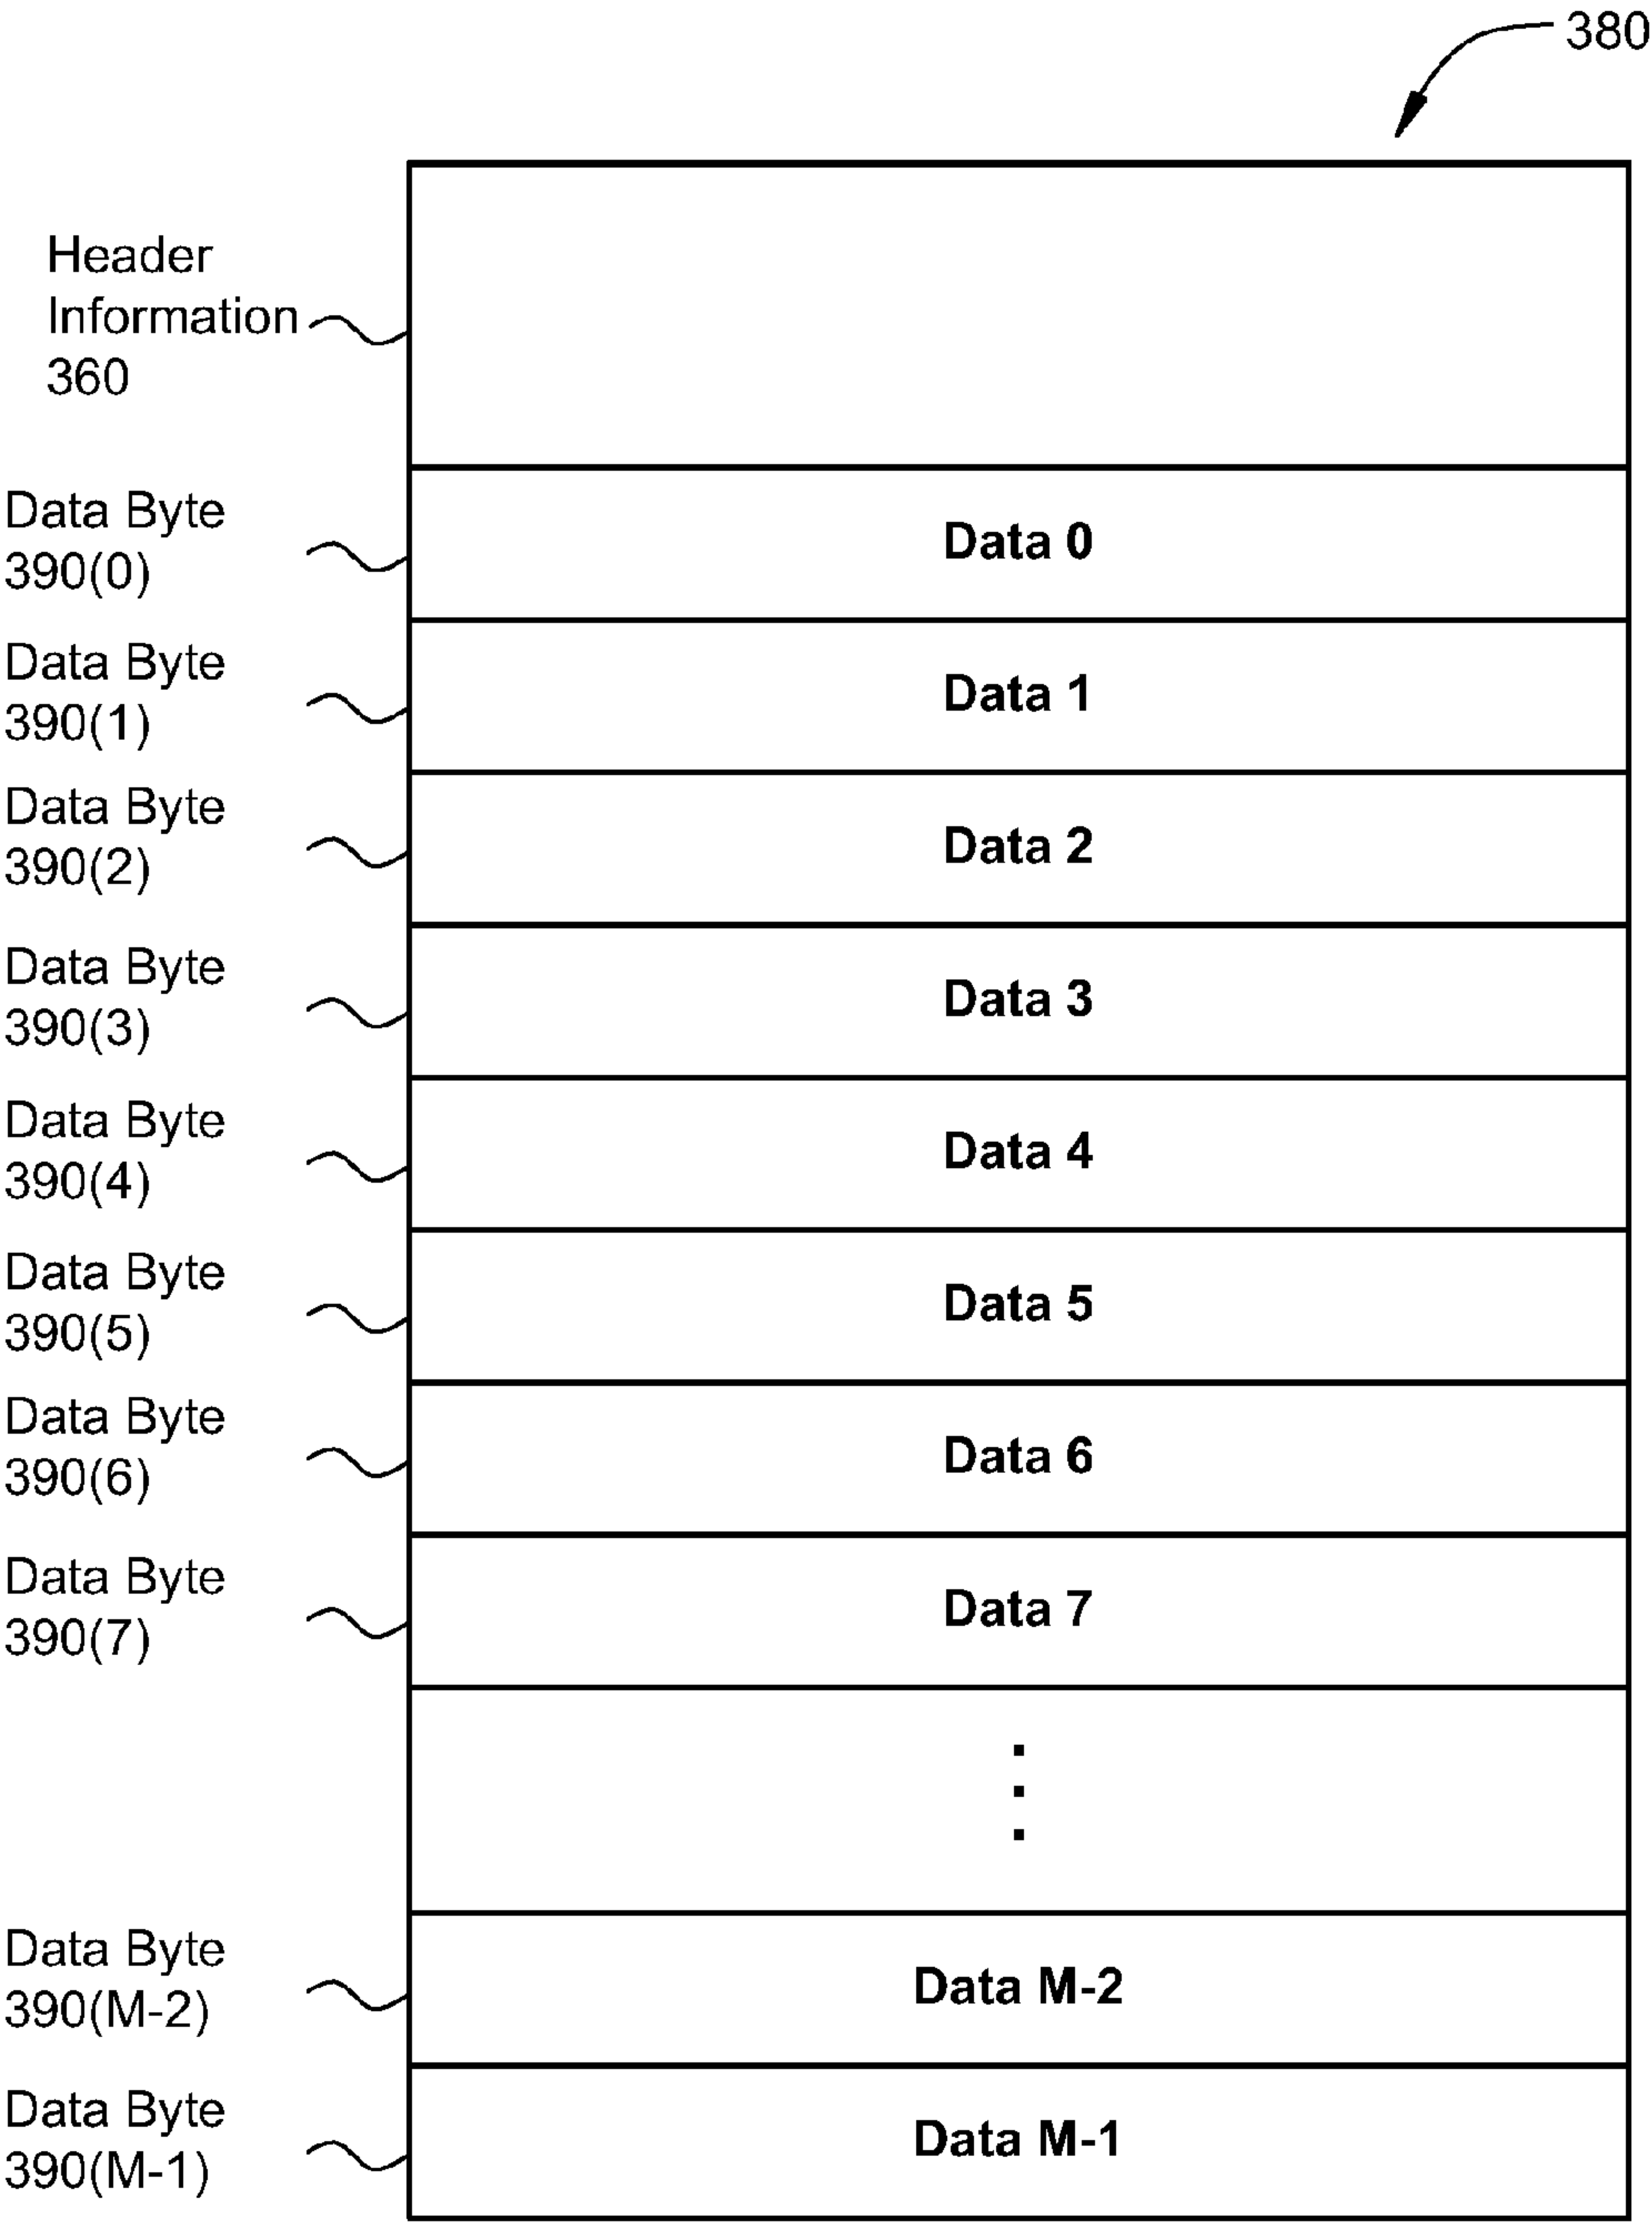 380
Header
Information
360
Data Byte
390(0)
Data 0
Data Byte
390(1)
Data 1
Data Byte
390(2)
Data 2
Data Byte
390(3)
Data 3
Data Byte
390(4)
Data 4
Data Byte
390(5)
Data 5
Data Byte
390(6)
Data 6
Data Byte
390(7)
Data 7
Data Byte
390(M-2)
Data M-2
Data Byte
390(M-1)
Data M-1